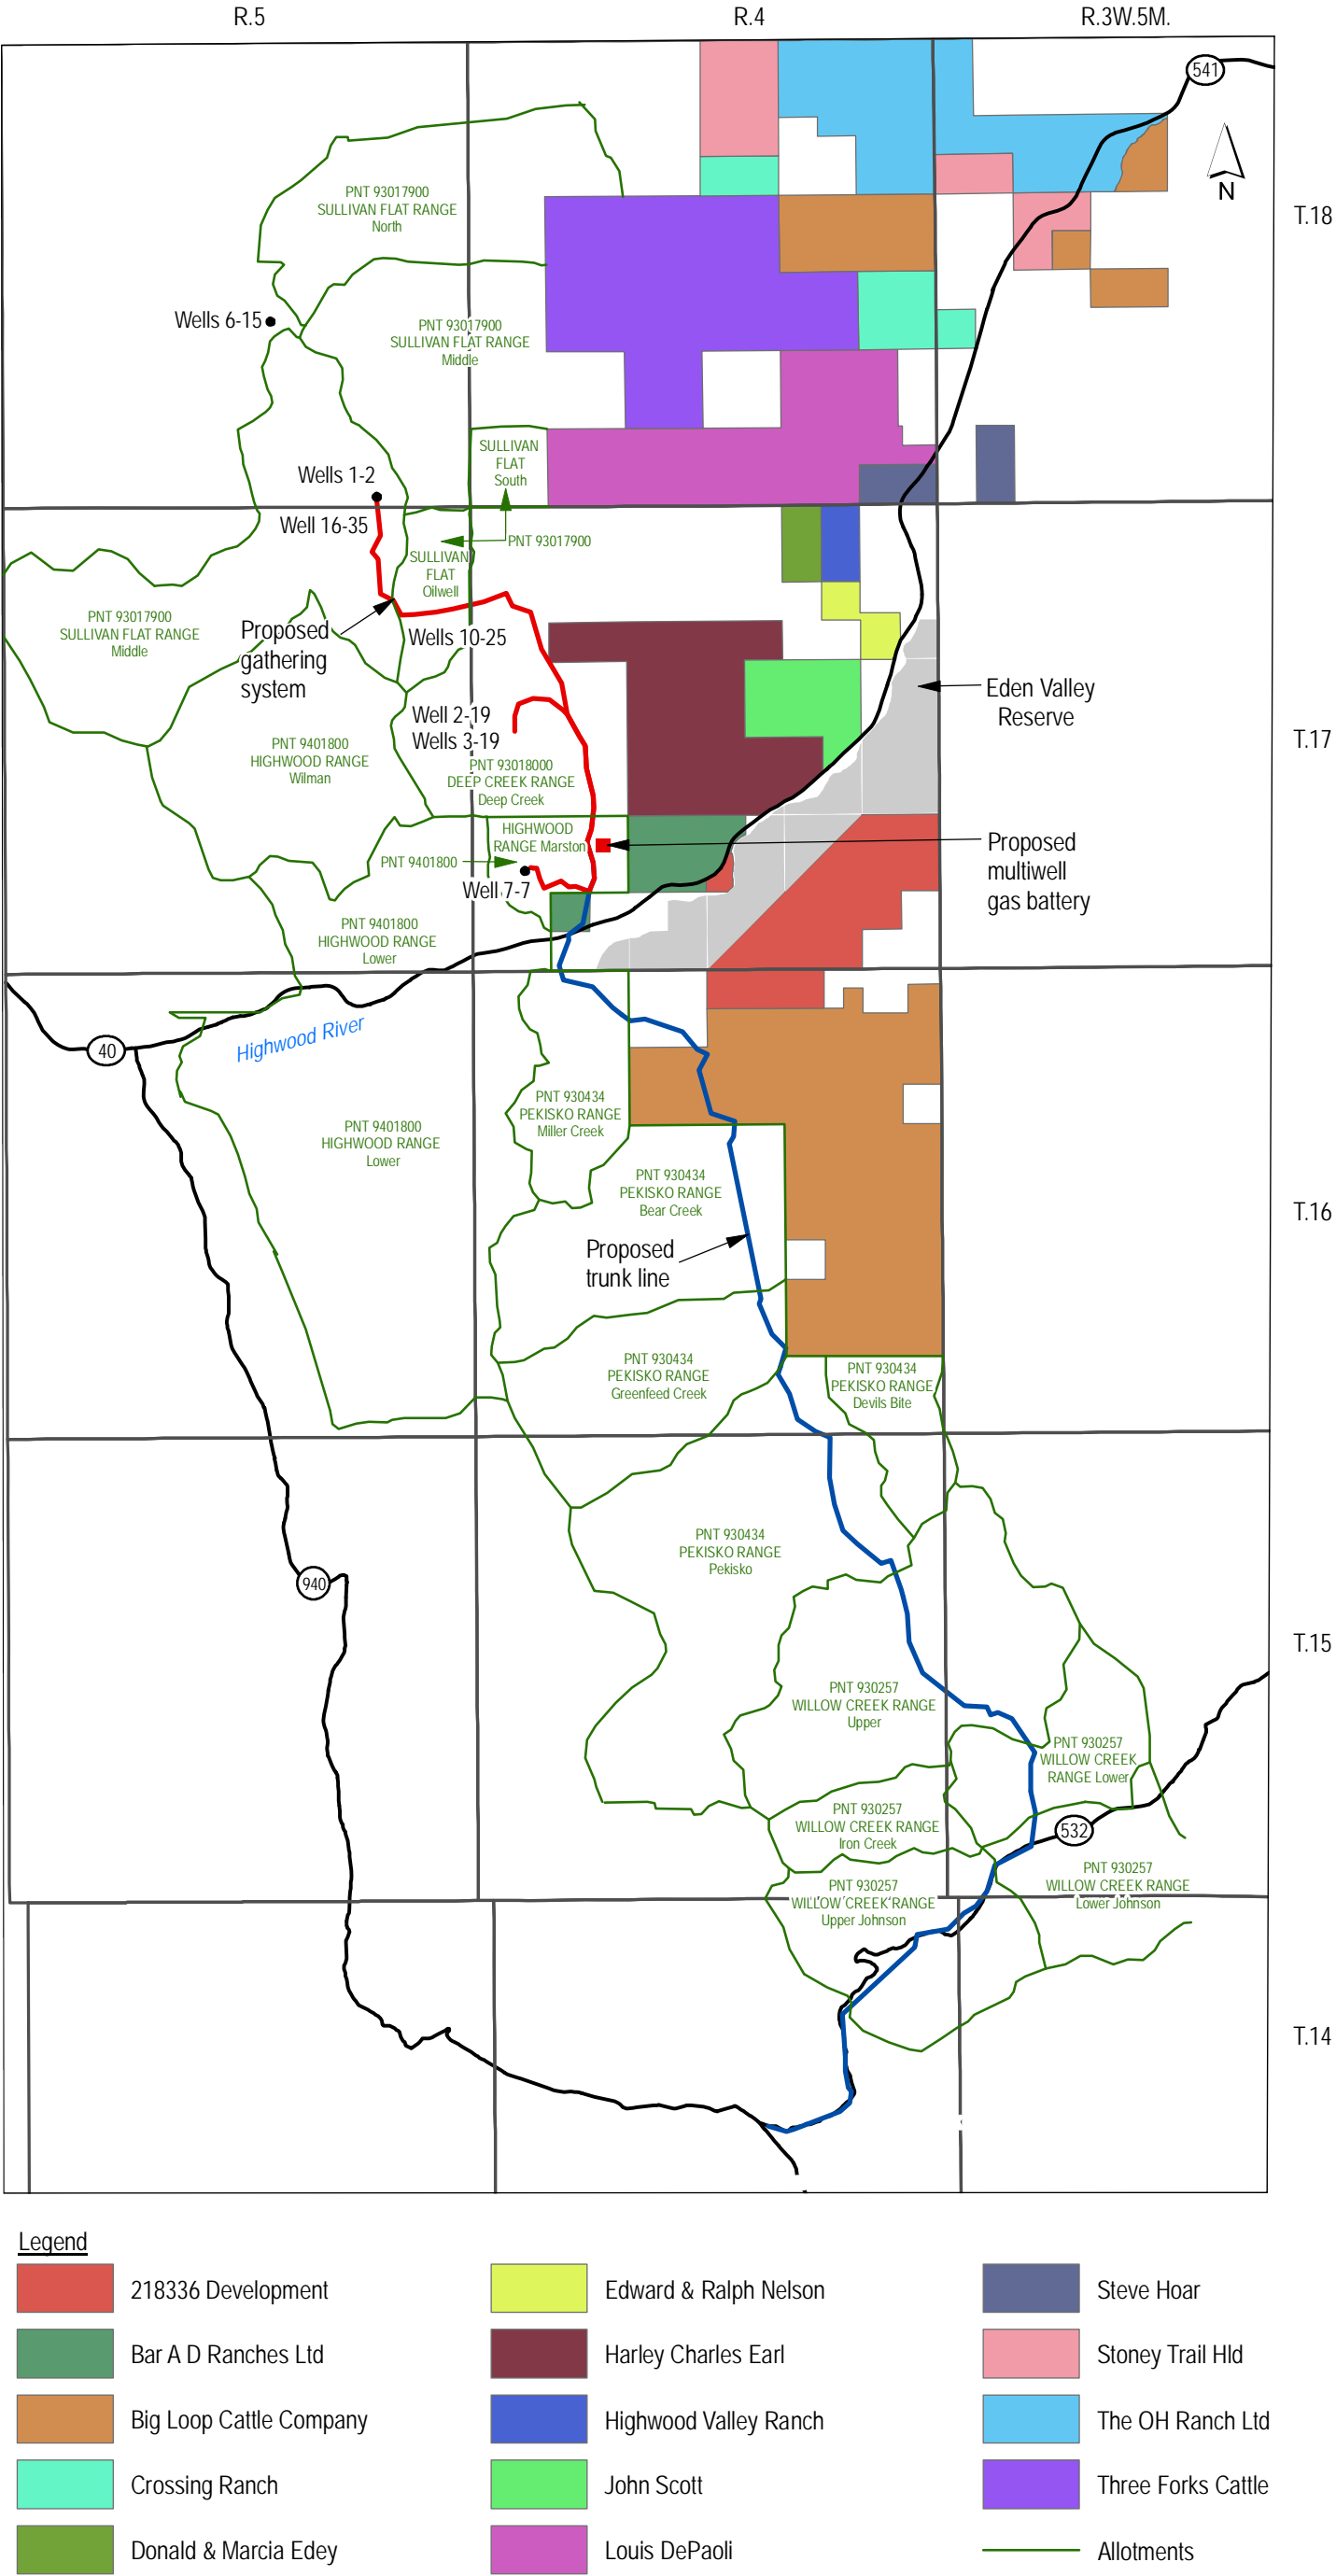 R.5
R.4
R.3W.5M.
541
N
T.18
PNT 93017900
SULLIVAN FLAT RANGE
North
Wells 6-15
PNT 93017900
SULLIVAN FLAT RANGE
Middle
SULLIVAN
FLAT
South
Wells 1-2
Well 16-35
PNT 93017900
SULLIVAN
FLAT
Oilwell
PNT 93017900
SULLIVAN FLAT RANGE
Middle
Proposed
gathering
system
Wells 10-25
Eden Valley
Reserve
Well 2-19
Wells 3-19
T.17
PNT 9401800
HIGHWOOD RANGE
Wilman
PNT 93018000
DEEP CREEK RANGE
Deep Creek
HIGHWOOD
RANGE Marston
PNT 9401800
Well 7-7
Proposed
multiwell
gas battery
PNT 9401800
HIGHWOOD RANGE
Lower
40
Highwood River
PNT 930434
PEKISKO RANGE
Miller Creek
PNT 9401800
HIGHWOOD RANGE
Lower
PNT 930434
PEKISKO RANGE
Bear Creek
T.16
Proposed
trunk line
PNT 930434
PEKISKO RANGE
Greenfeed Creek
PNT 930434
PEKISKO RANGE
Devils Bite
PNT 930434
PEKISKO RANGE
Pekisko
940
T.15
PNT 930257
WILLOW CREEK RANGE
Upper
PNT 930257
WILLOW CREEK
RANGE Lower
PNT 930257
WILLOW CREEK RANGE
Iron Creek
532
PNT 930257
WILLOW CREEK RANGE
Lower Johnson
PNT 930257
WILLOW CREEK RANGE
Upper Johnson
T.14
Legend
218336 Development
Bar A D Ranches Ltd
Big Loop Cattle Company
Crossing Ranch
Donald & Marcia Edey
Edward & Ralph Nelson
Harley Charles Earl
Highwood Valley Ranch
John Scott
Louis DePaoli
Steve Hoar
Stoney Trail Hld
The OH Ranch Ltd
Three Forks Cattle
Allotments